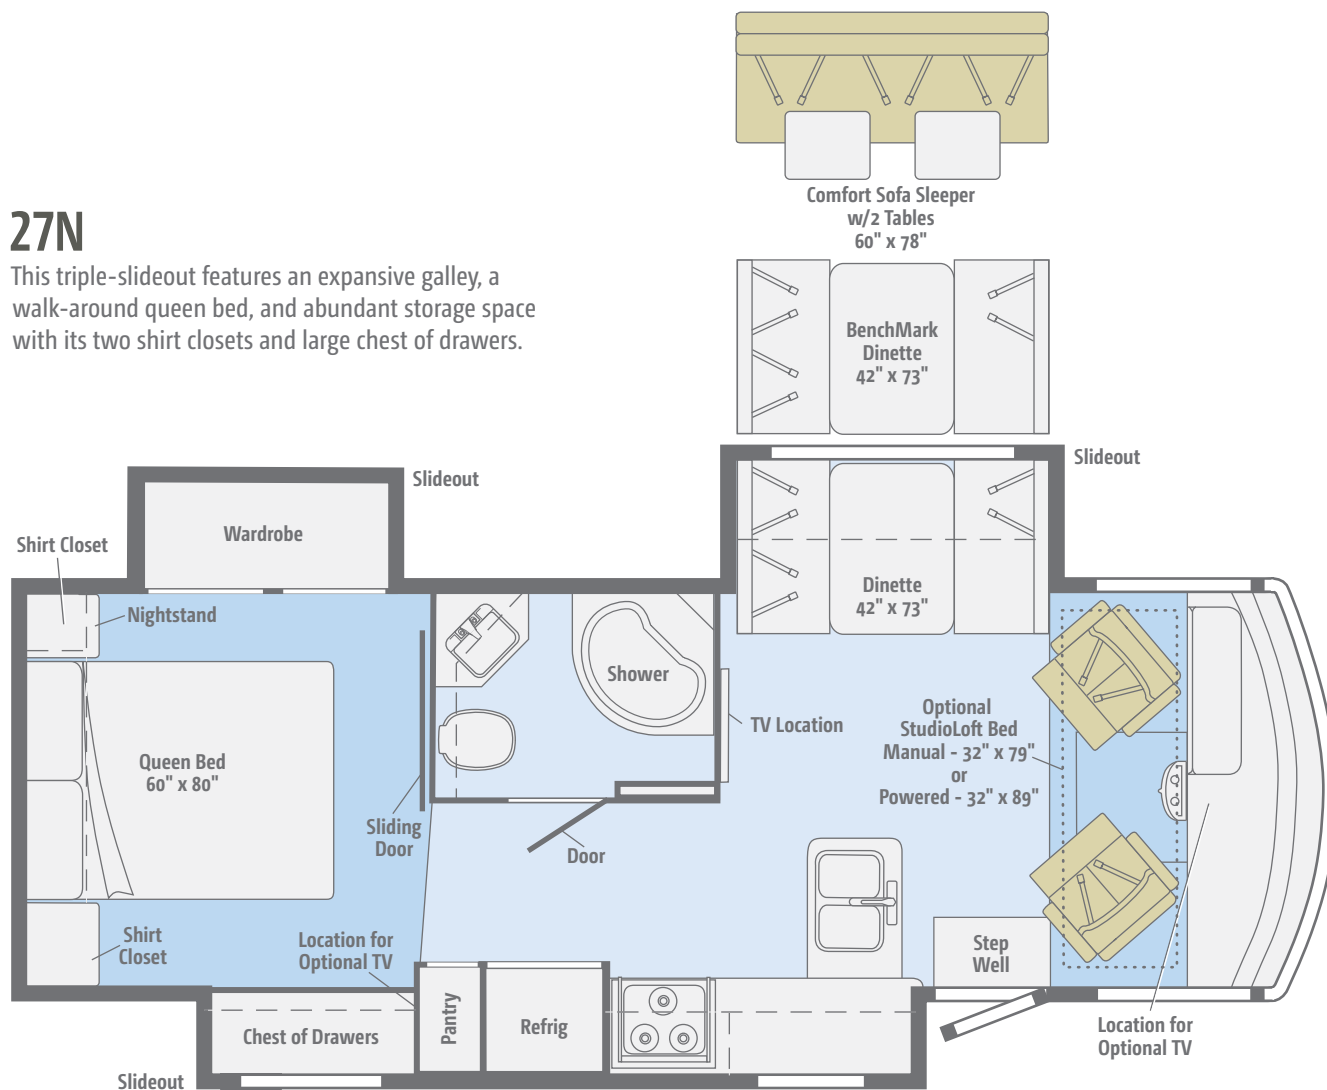 Comfort Sofa Sleeper
w/2 Tables
60" x 78"
27N
This triple-slideout features an expansive galley, a
walk-around queen bed, and abundant storage space
with its two shirt closets and large chest of drawers.
BenchMark
Dinette
42" x 73"
Slideout
Slideout
Wardrobe
Shirt Closet
Nightstand
Dinette
42" x 73"
Shower
TV Location
Optional
StudioLoft Bed
Manual - 32" x 79"
or
Powered - 32" x 89"
Queen Bed
60" x 80"
Sliding
Door
Door
Shirt
Closet
Location for
Optional TV
Step
Well
Pantry
Refrig
Chest of Drawers
Location for
Optional TV
Slideout